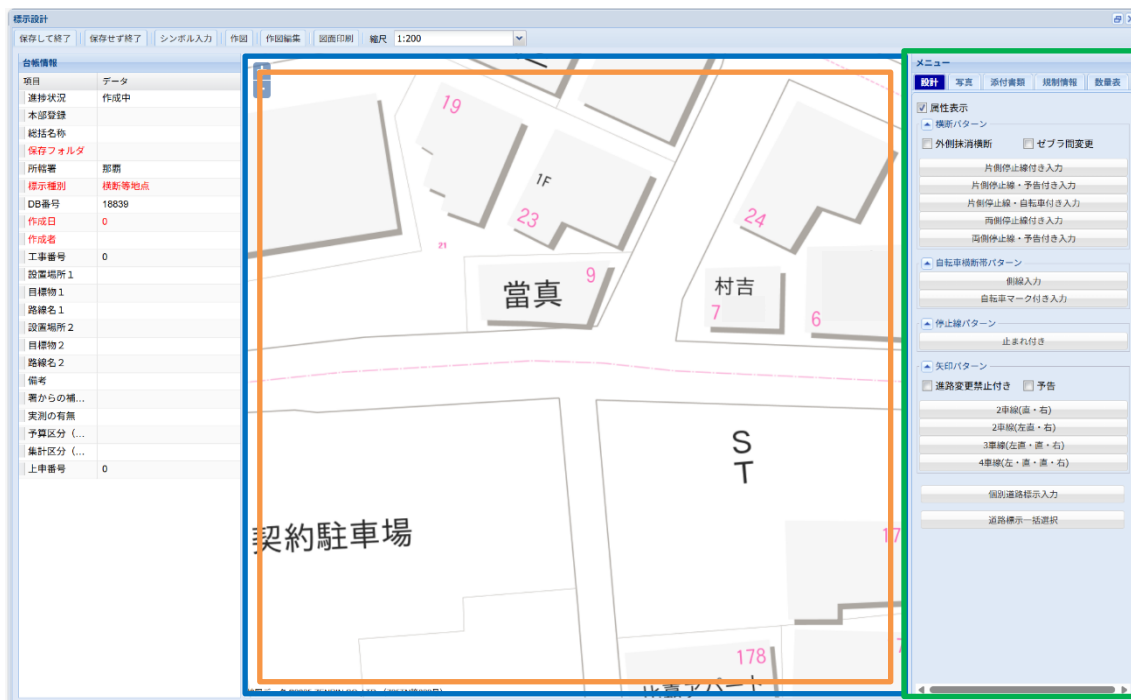 標示設計
保存して終了 保存せず終了 シンボル入力 作図 作図編集 図面印刷 縮尺 1:200
台帳情報
項目 データ
進捗状況 作成中
本部登録
総括名称
保存フォルダ
所轄署 那覇
標示種別 横断等地点
DB番号 18839
作成日 0
作成者
工事番号 0
設置場所1
目標物1
路線名1
設置場所2
目標物2
路線名2
備考
署からの補...
実測の有無
予算区分（...
集計区分（...
上申番号 0
19
1F
23
24
21
9
當真
村吉
7
6
S
T
契約駐車場
17
178
7
メニュー
設計 写真 添付書類 規制情報 数量表
属性表示
横断パターン
外側抹消横断 ゼブラ間変更
片側停止線付き入力
片側停止線・予告付き入力
片側停止線・自転車付き入力
両側停止線付き入力
両側停止線・予告付き入力
自転車横断帯パターン
側線入力
自転車マーク付き入力
停止線パターン
止まれ付き
矢印パターン
進路変更禁止付き 予告
2車線(直・右)
2車線(左直・右)
3車線(左直・直・右)
4車線(左・直・直・右)
個別道路標示入力
道路標示一括選択